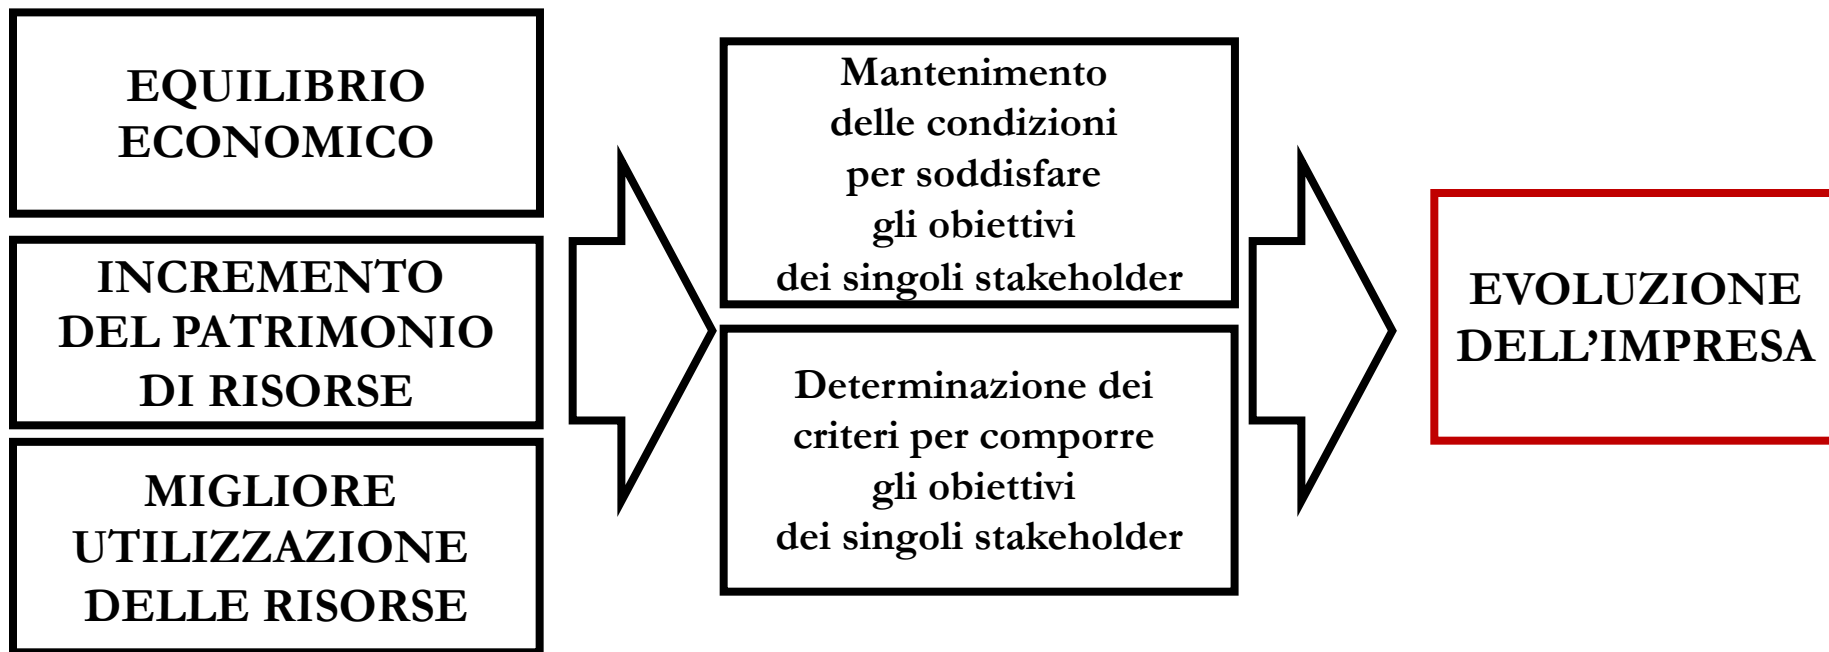 EQUILIBRIO
ECONOMICO
INCREMENTO
DEL PATRIMONIO
DI RISORSE
MIGLIORE
UTILIZZAZIONE
DELLE RISORSE
Mantenimento
delle condizioni
per soddisfare
gli obiettivi
dei singoli stakeholder
Determinazione dei
criteri per comporre
gli obiettivi
dei singoli stakeholder
EVOLUZIONE
DELL’IMPRESA